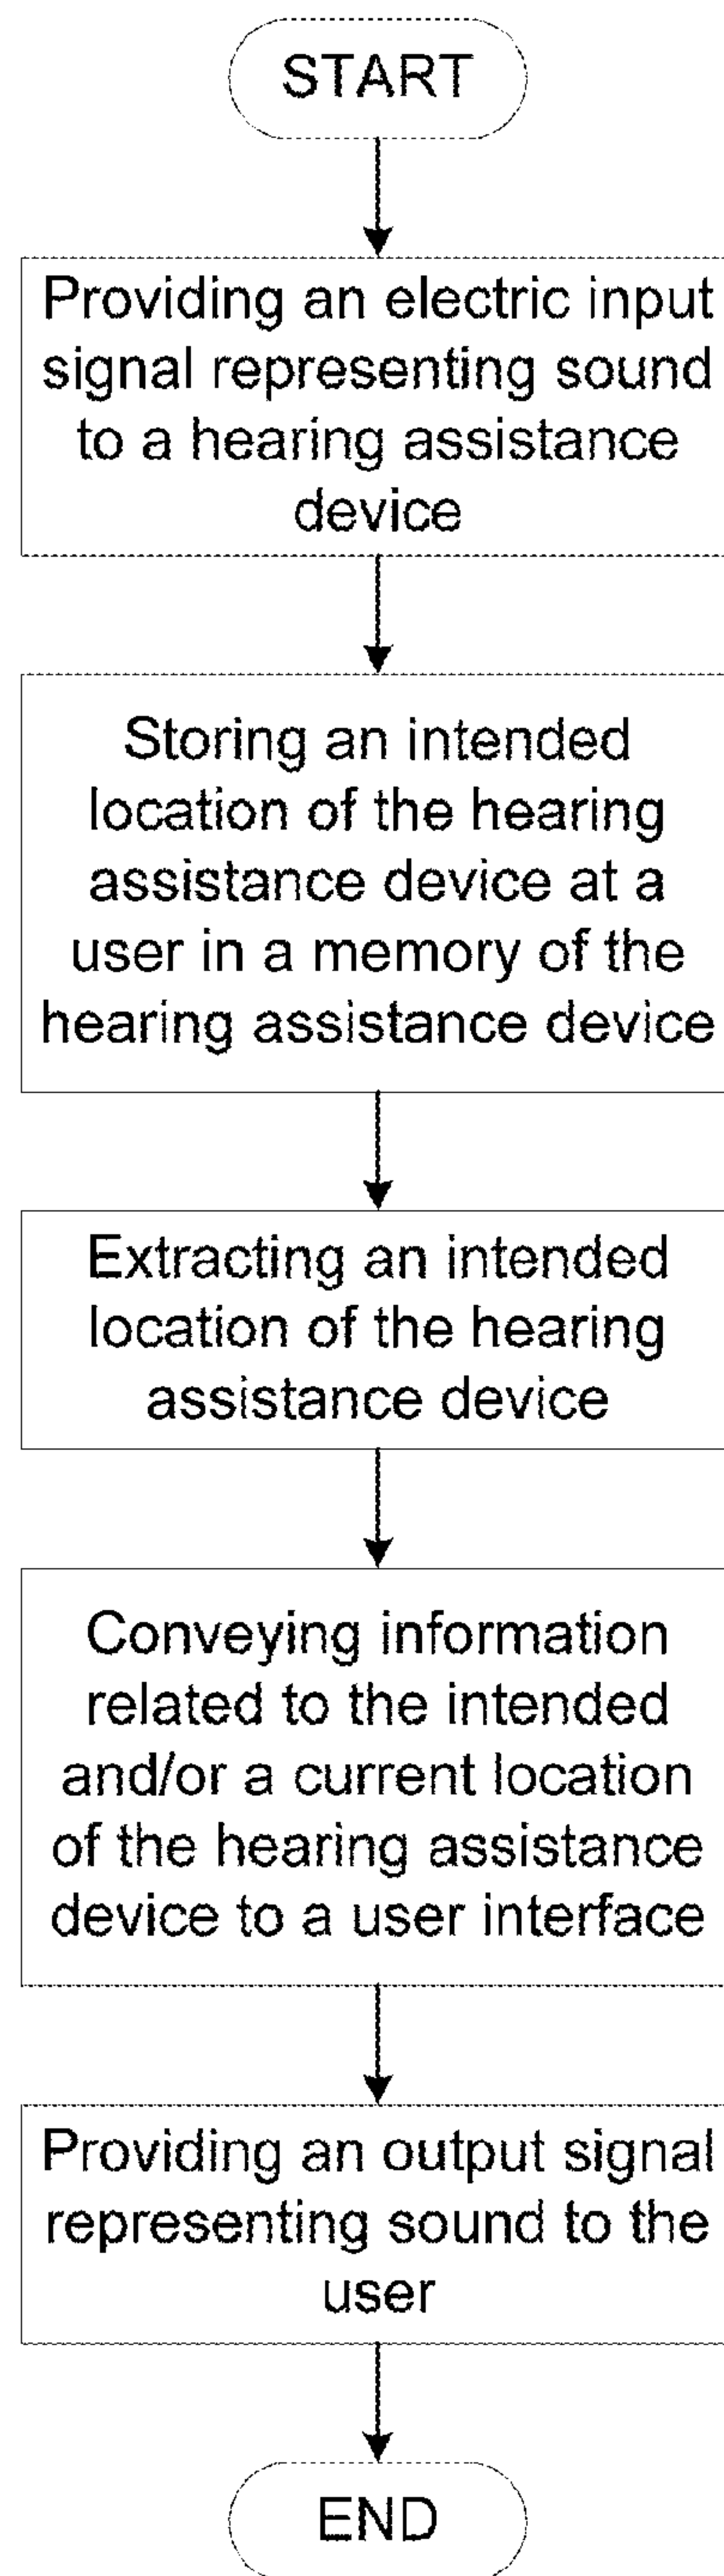 START
Providing an electric input
signal representing sound
to a hearing assistance
device
Storing an intended
location of the hearing
assistance device at a
user in a memory of the
hearing assistance device
Extracting an intended
location of the hearing
assistance device
Conveying information
related to the intended
and/or a current location
of the hearing assistance
device to a user interface
Providing an output signal
representing sound to the
user
END